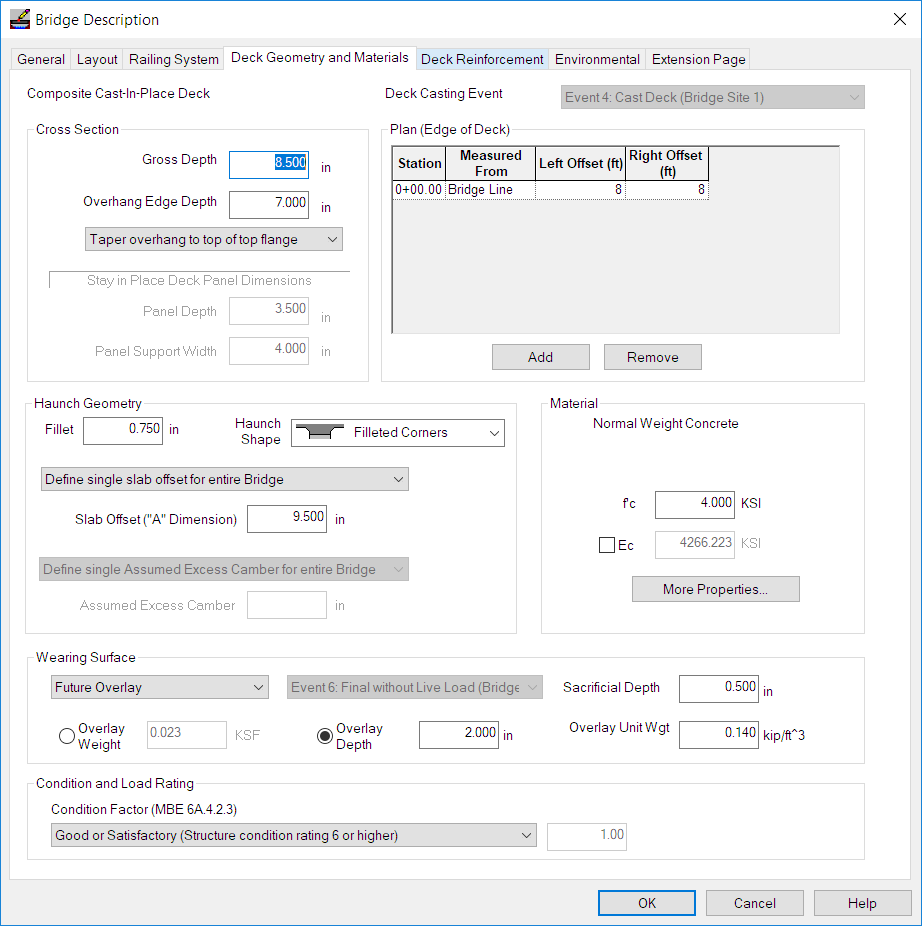 Bridge Description
General Layout Railing System Deck Geometry and Materials Deck Reinforcement Environmental Extension Page
Composite Cast-In-Place Deck
Deck Casting Event Event 4: Cast Deck (Bridge Site 1)
Cross Section
Gross Depth 8.500 in
Overhang Edge Depth 7.000 in
Taper overhang to top of top flange
Stay in Place Deck Panel Dimensions
Panel Depth 3.500 in
Panel Support Width 4.000 in
Plan (Edge of Deck)
Station Measured From Left Offset (ft) Right Offset (ft)
0+00.00 Bridge Line 8 8
Add Remove
Haunch Geometry
Fillet 0.750 in Haunch Shape Filleted Corners
Define single slab offset for entire Bridge
Slab Offset ("A" Dimension) 9.500 in
Define single Assumed Excess Camber for entire Bridge
Assumed Excess Camber in
Material
Normal Weight Concrete
f'c 4.000 KSI
Ec 4266.223 KSI
More Properties...
Wearing Surface
Future Overlay Event 6: Final without Live Load (Bridge Sacrificial Depth 0.500 in
Overlay Weight 0.023 KSF Overlay Depth 2.000 in Overlay Unit Wgt 0.140 kip/ft^3
Condition and Load Rating
Condition Factor (MBE 6A.4.2.3)
Good or Satisfactory (Structure condition rating 6 or higher) 1.00
OK Cancel Help